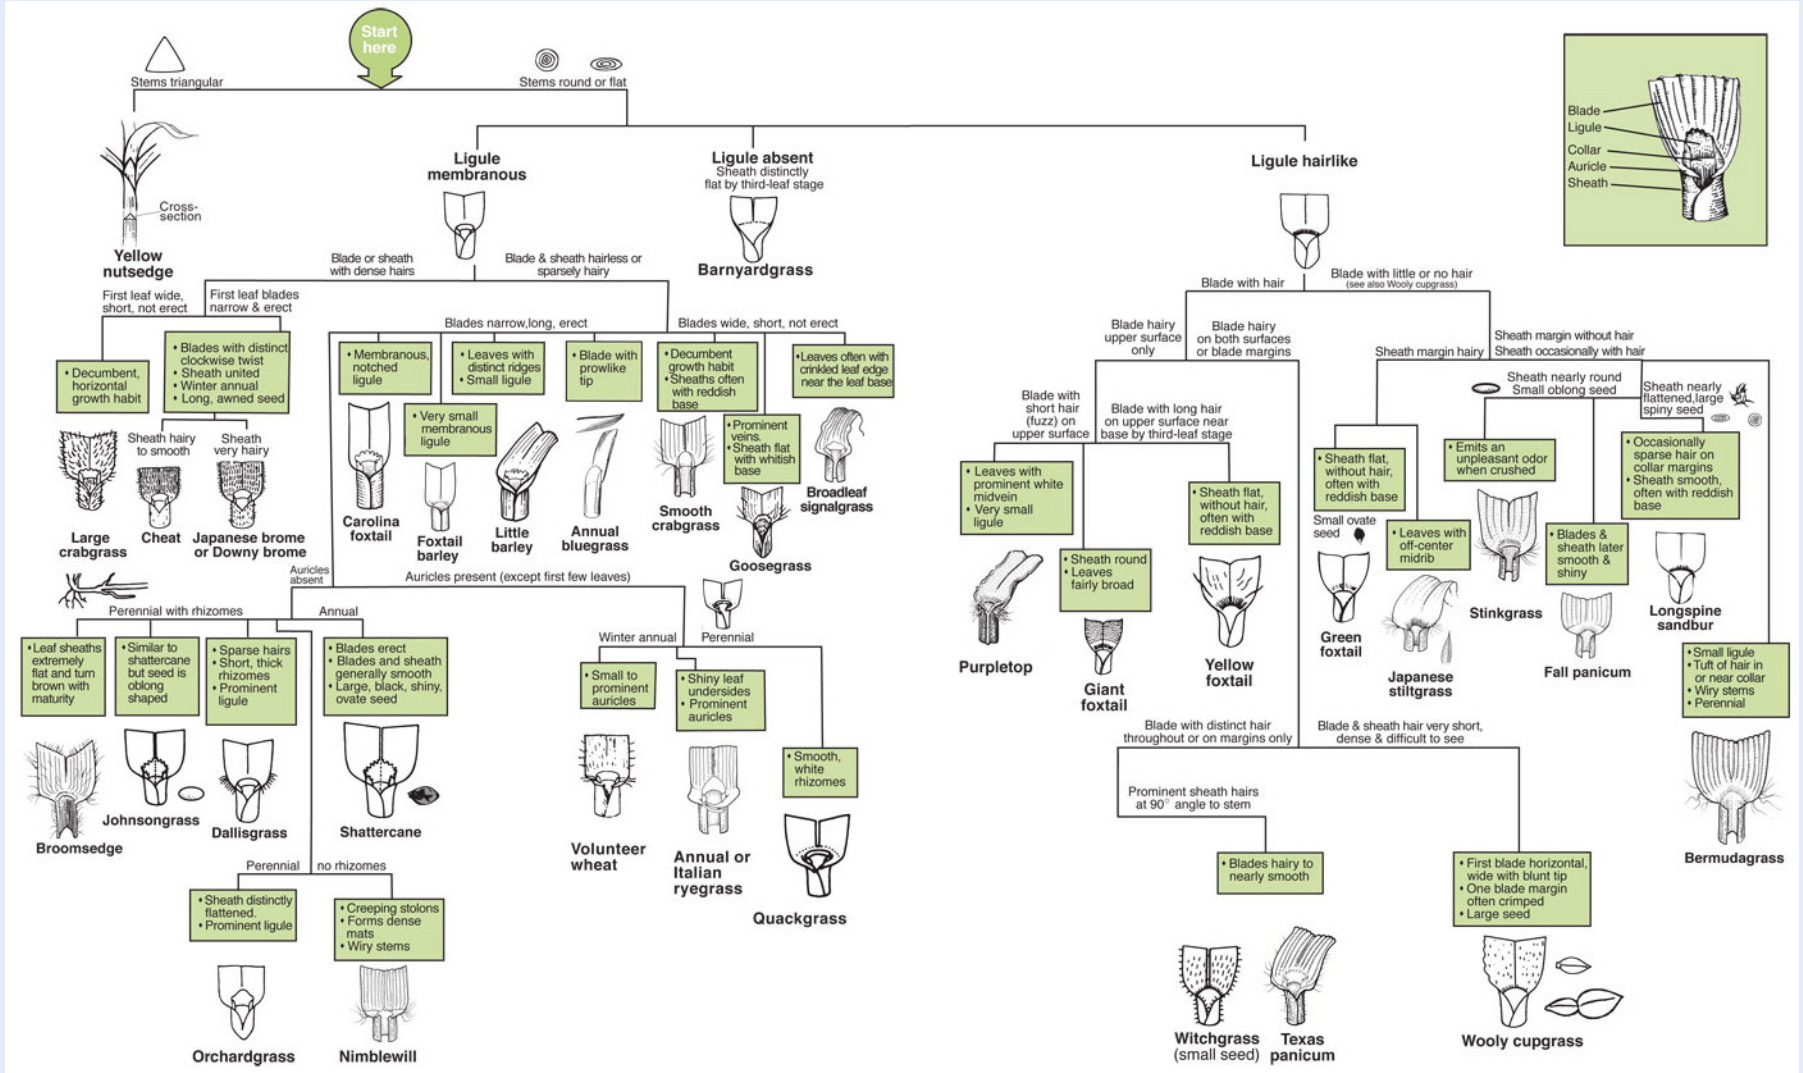 Start
here
Stems triangular
Stems round or flat
Cross-
section
Yellow
nutsedge
Ligule
membranous
Ligule absent
Sheath distinctly
flat by third-leaf stage
Barnyardgrass
Ligule hairlike
Blade
Ligule
Collar
Auricle
Sheath
Blade or sheath
with dense hairs
Blade & sheath hairless or
sparsely hairy
First leaf wide,
short, not erect
First leaf blades
narrow & erect
• Decumbent,
horizontal
growth habit
• Blades with distinct
clockwise twist
• Sheath united
• Winter annual
• Long, awned seed
Sheath hairy
to smooth
Sheath
very hairy
Large
crabgrass
Cheat
Japanese brome
or Downy brome
Blades narrow,long, erect
Blades wide, short, not erect
• Membranous,
notched
ligule
• Very small
membranous
ligule
• Leaves with
distinct ridges
• Small ligule
• Blade with
prowlike
tip
• Decumbent
growth habit
• Sheaths often
with reddish
base
• Prominent
veins.
• Sheath flat
with whitish
base
• Leaves often with
crinkled leaf edge
near the leaf base
Carolina
foxtail
Foxtail
barley
Little
barley
Annual
bluegrass
Smooth
crabgrass
Goosegrass
Broadleaf
signalgrass
Auricles
absent
Auricles present (except first few leaves)
Perennial with rhizomes
Annual
• Leaf sheaths
extremely
flat and turn
brown with
maturity
• Similar to
shattercane
but seed is
oblong
shaped
• Sparse hairs
• Short, thick
rhizomes
• Prominent
ligule
• Blades erect
• Blades and sheath
generally smooth
• Large, black, shiny,
ovate seed
Broomsedge
Johnsongrass
Dallisgrass
Shattercane
Perennial
no rhizomes
• Sheath distinctly
flattened.
• Prominent ligule
• Creeping stolons
• Forms dense
mats
• Wiry stems
Orchardgrass
Nimblewill
Winter annual
Perennial
• Small to
prominent
auricles
• Shiny leaf
undersides
• Prominent
auricles
• Smooth,
white
rhizomes
Volunteer
wheat
Annual or
Italian
ryegrass
Quackgrass
Blade with hair
Blade with little or no hair
(see also Wooly cupgrass)
Blade hairy
upper surface
only
Blade hairy
on both surfaces
or blade margins
Blade with
short hair
(fuzz) on
upper surface
Blade with long hair
on upper surface near
base by third-leaf stage
• Leaves with
prominent white
midvein
• Very small
ligule
• Sheath round
• Leaves
fairly broad
• Sheath flat,
without hair,
often with
reddish base
Purpletop
Giant
foxtail
Yellow
foxtail
Sheath margin hairy
Sheath margin without hair
Sheath occasionally with hair
Sheath nearly round
Small oblong seed
Sheath nearly
flattened,large
spiny seed
• Sheath flat,
without hair,
often with
reddish base
Small ovate
seed
• Leaves with
off-center
midrib
• Emits an
unpleasant odor
when crushed
• Blades &
sheath later
smooth &
shiny
• Occasionally
sparse hair on
collar margins
• Sheath smooth,
often with reddish
base
Green
foxtail
Japanese
stiltgrass
Stinkgrass
Fall panicum
Longspine
sandbur
• Small ligule
• Tuft of hair in
or near collar
• Wiry stems
• Perennial
Bermudagrass
Blade with distinct hair
throughout or on margins only
Blade & sheath hair very short,
dense & difficult to see
Prominent sheath hairs
at 90° angle to stem
• Blades hairy to
nearly smooth
• First blade horizontal,
wide with blunt tip
• One blade margin
often crimped
• Large seed
Witchgrass
(small seed)
Texas
panicum
Wooly cupgrass